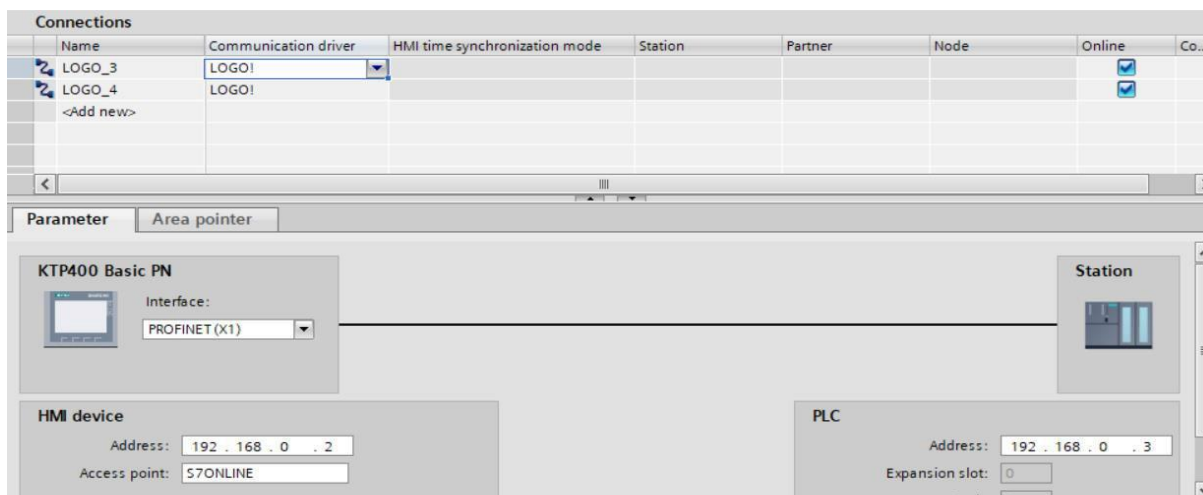 Connections
Name Communication driver HMI time synchronization mode Station Partner Node Online Co...
LOGO_3 LOGO!
LOGO_4 LOGO!
<Add new>
Parameter Area pointer
KTP400 Basic PN
Interface:
PROFINET (X1)
Station
HMI device
Address: 192 . 168 . 0 . 2
Access point: S7ONLINE
PLC
Address: 192 . 168 . 0 . 3
Expansion slot: 0